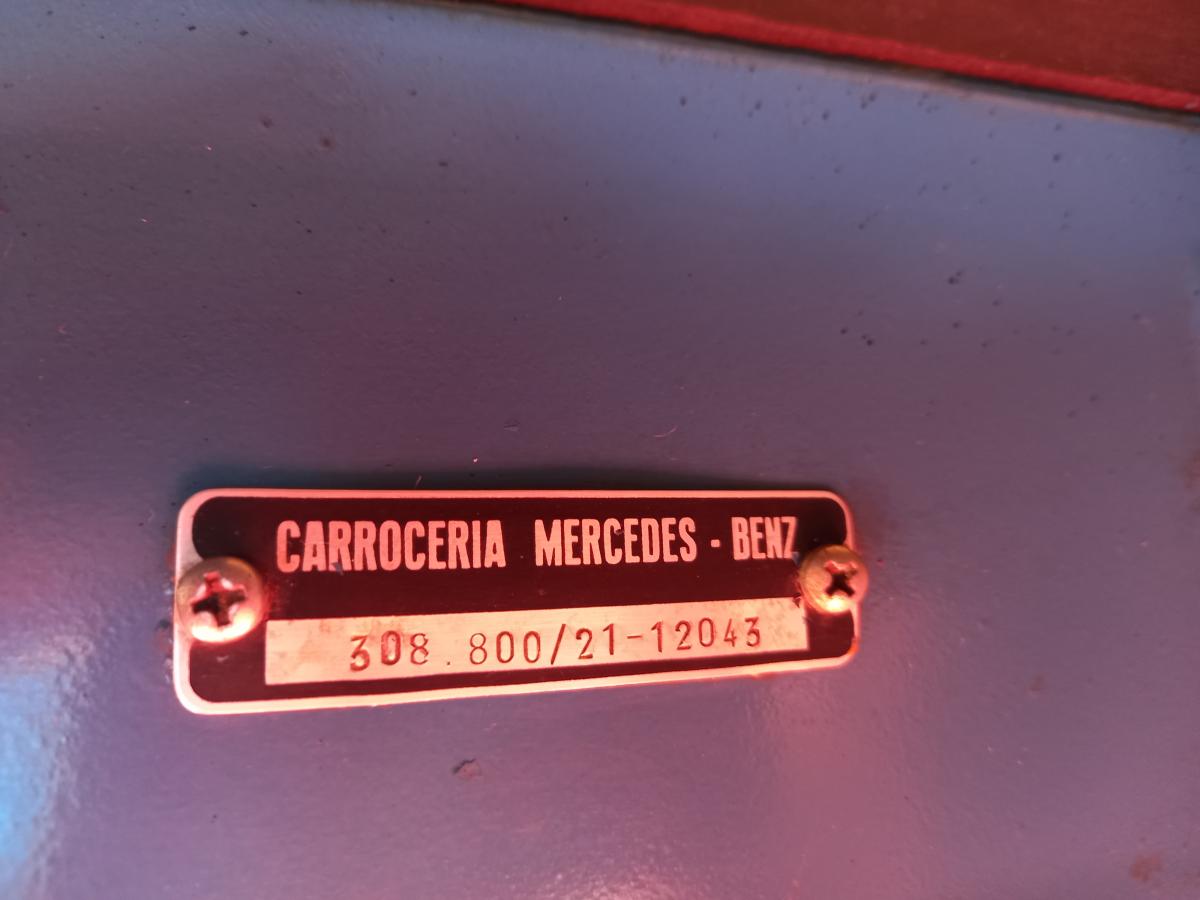 CARROCERIA MERCEDES - BENZ
308.800/21-12043